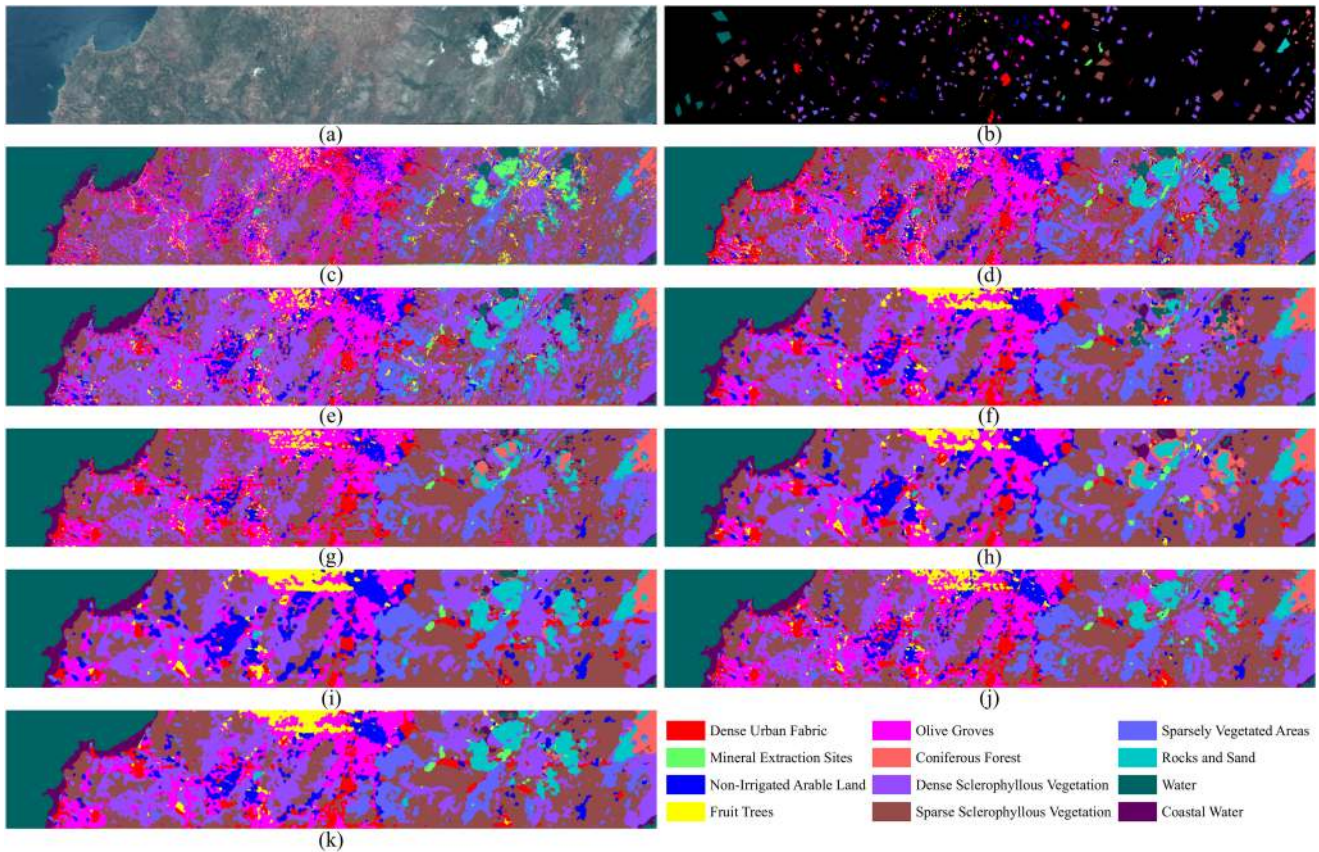 (a) (b)
(c) (d)
(e) (f)
(g) (h)
(i) (j)
Dense Urban Fabric Olive Groves Sparsely Vegetated Areas
Mineral Extraction Sites Coniferous Forest Rocks and Sand
Non-Irrigated Arable Land Dense Sclerophyllous Vegetation Water
Fruit Trees Sparse Sclerophyllous Vegetation Coastal Water
(k)